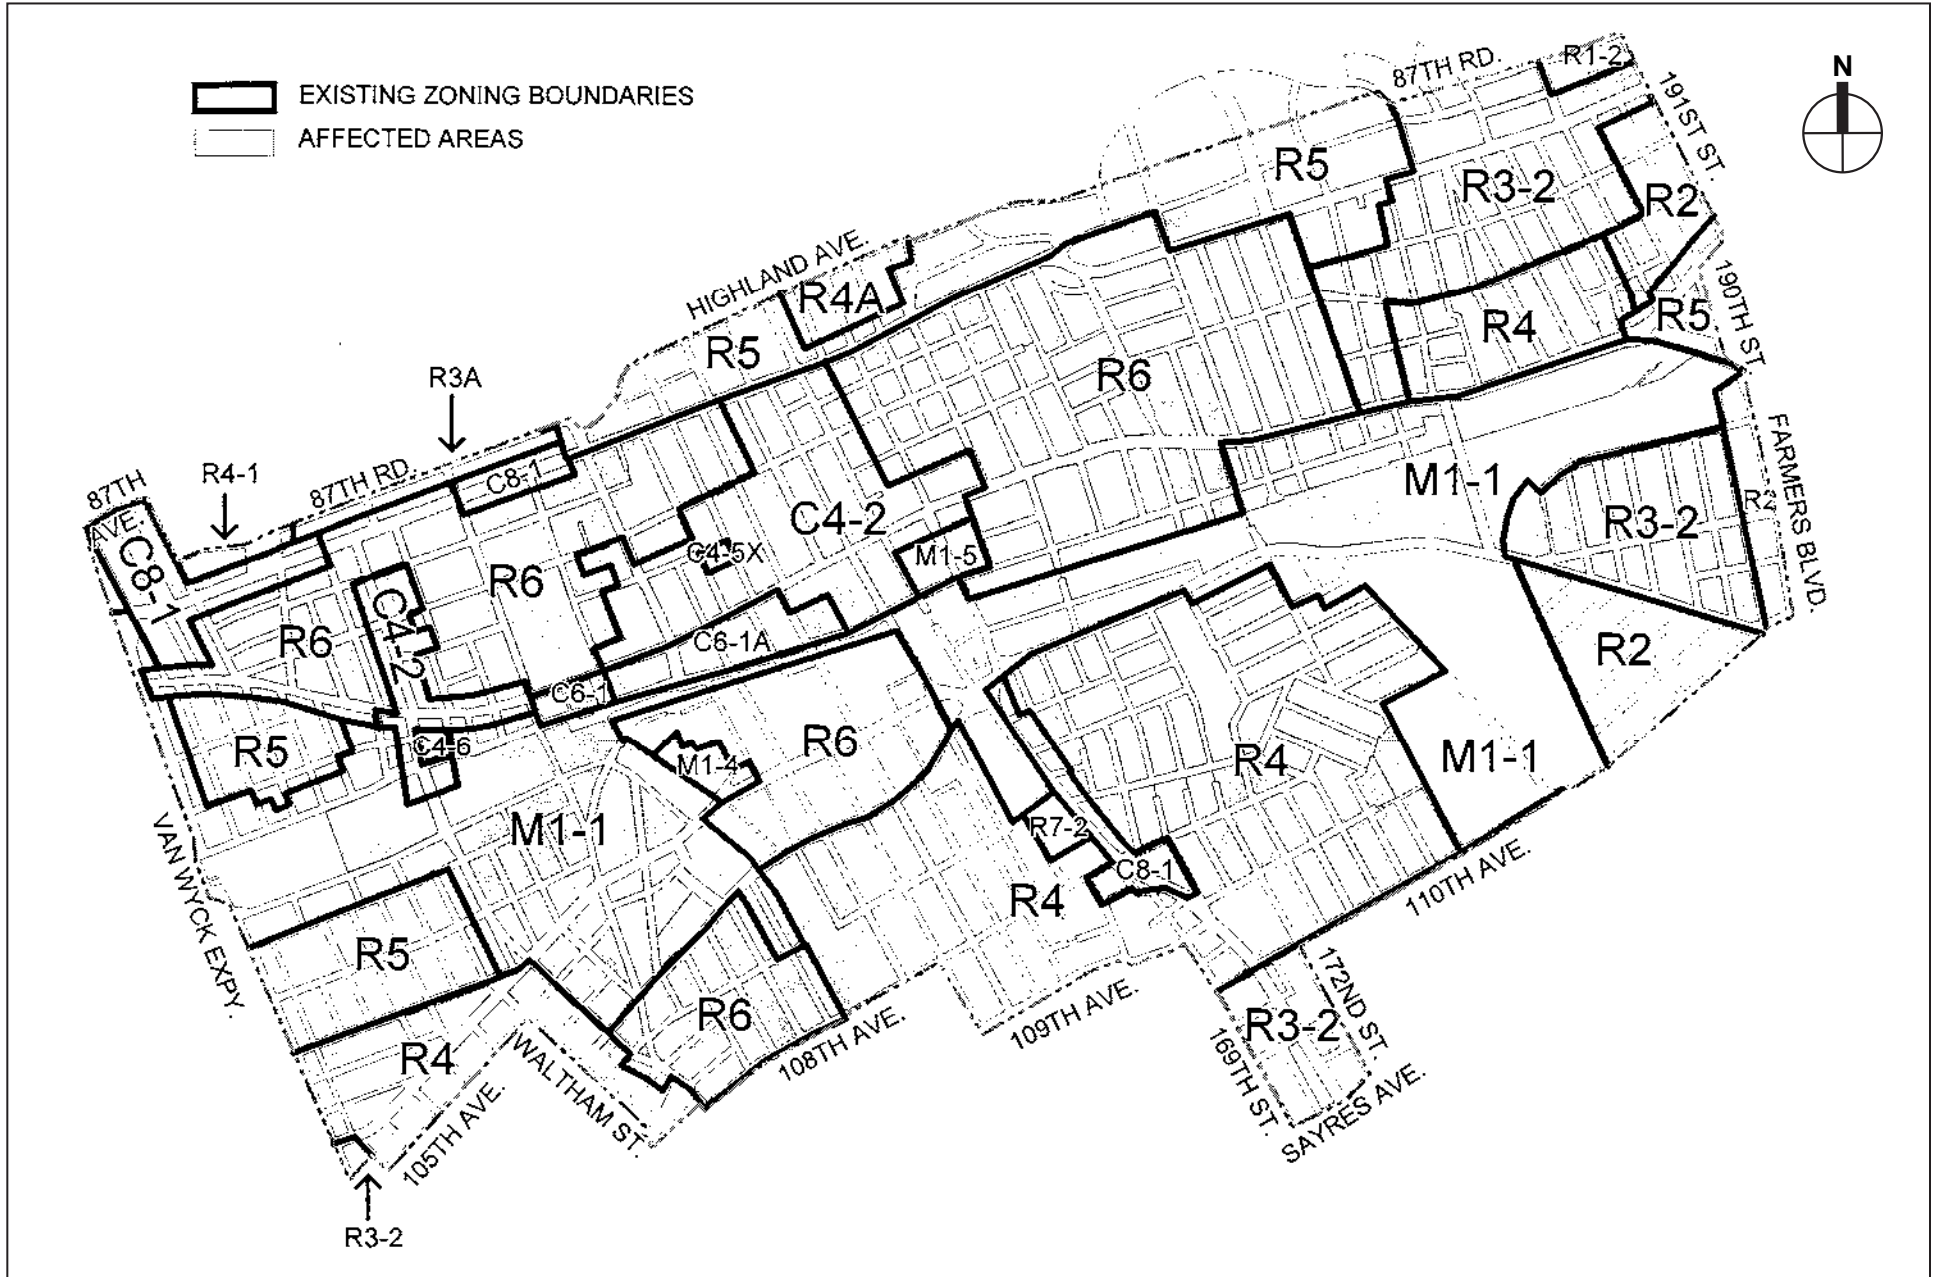 EXISTING ZONING BOUNDARIES
AFFECTED AREAS
N
87TH RD.
R1-2
191ST ST.
R5
R3-2
R2
HIGHLAND AVE.
R4A
R5
R4
R5
190TH ST.
R6
R3A
R4-1
87TH RD.
C8-1
87TH
AVE.
C8-1
C4-2
M1-1
R3-2
R2
FARMERS BLVD.
C4-5X
M1-5
R6
R6
C4-2
C6-1A
C6-1
R2
R5
C4-6
M1-4
R6
R4
M1-1
M1-1
VAN WYCK EXPY.
R7-2
C8-1
R4
110TH AVE.
R5
R6
108TH AVE.
109TH AVE.
172ND ST.
R3-2
169TH ST.
SAYRES AVE.
R4
WALTHAM ST.
105TH AVE.
R3-2